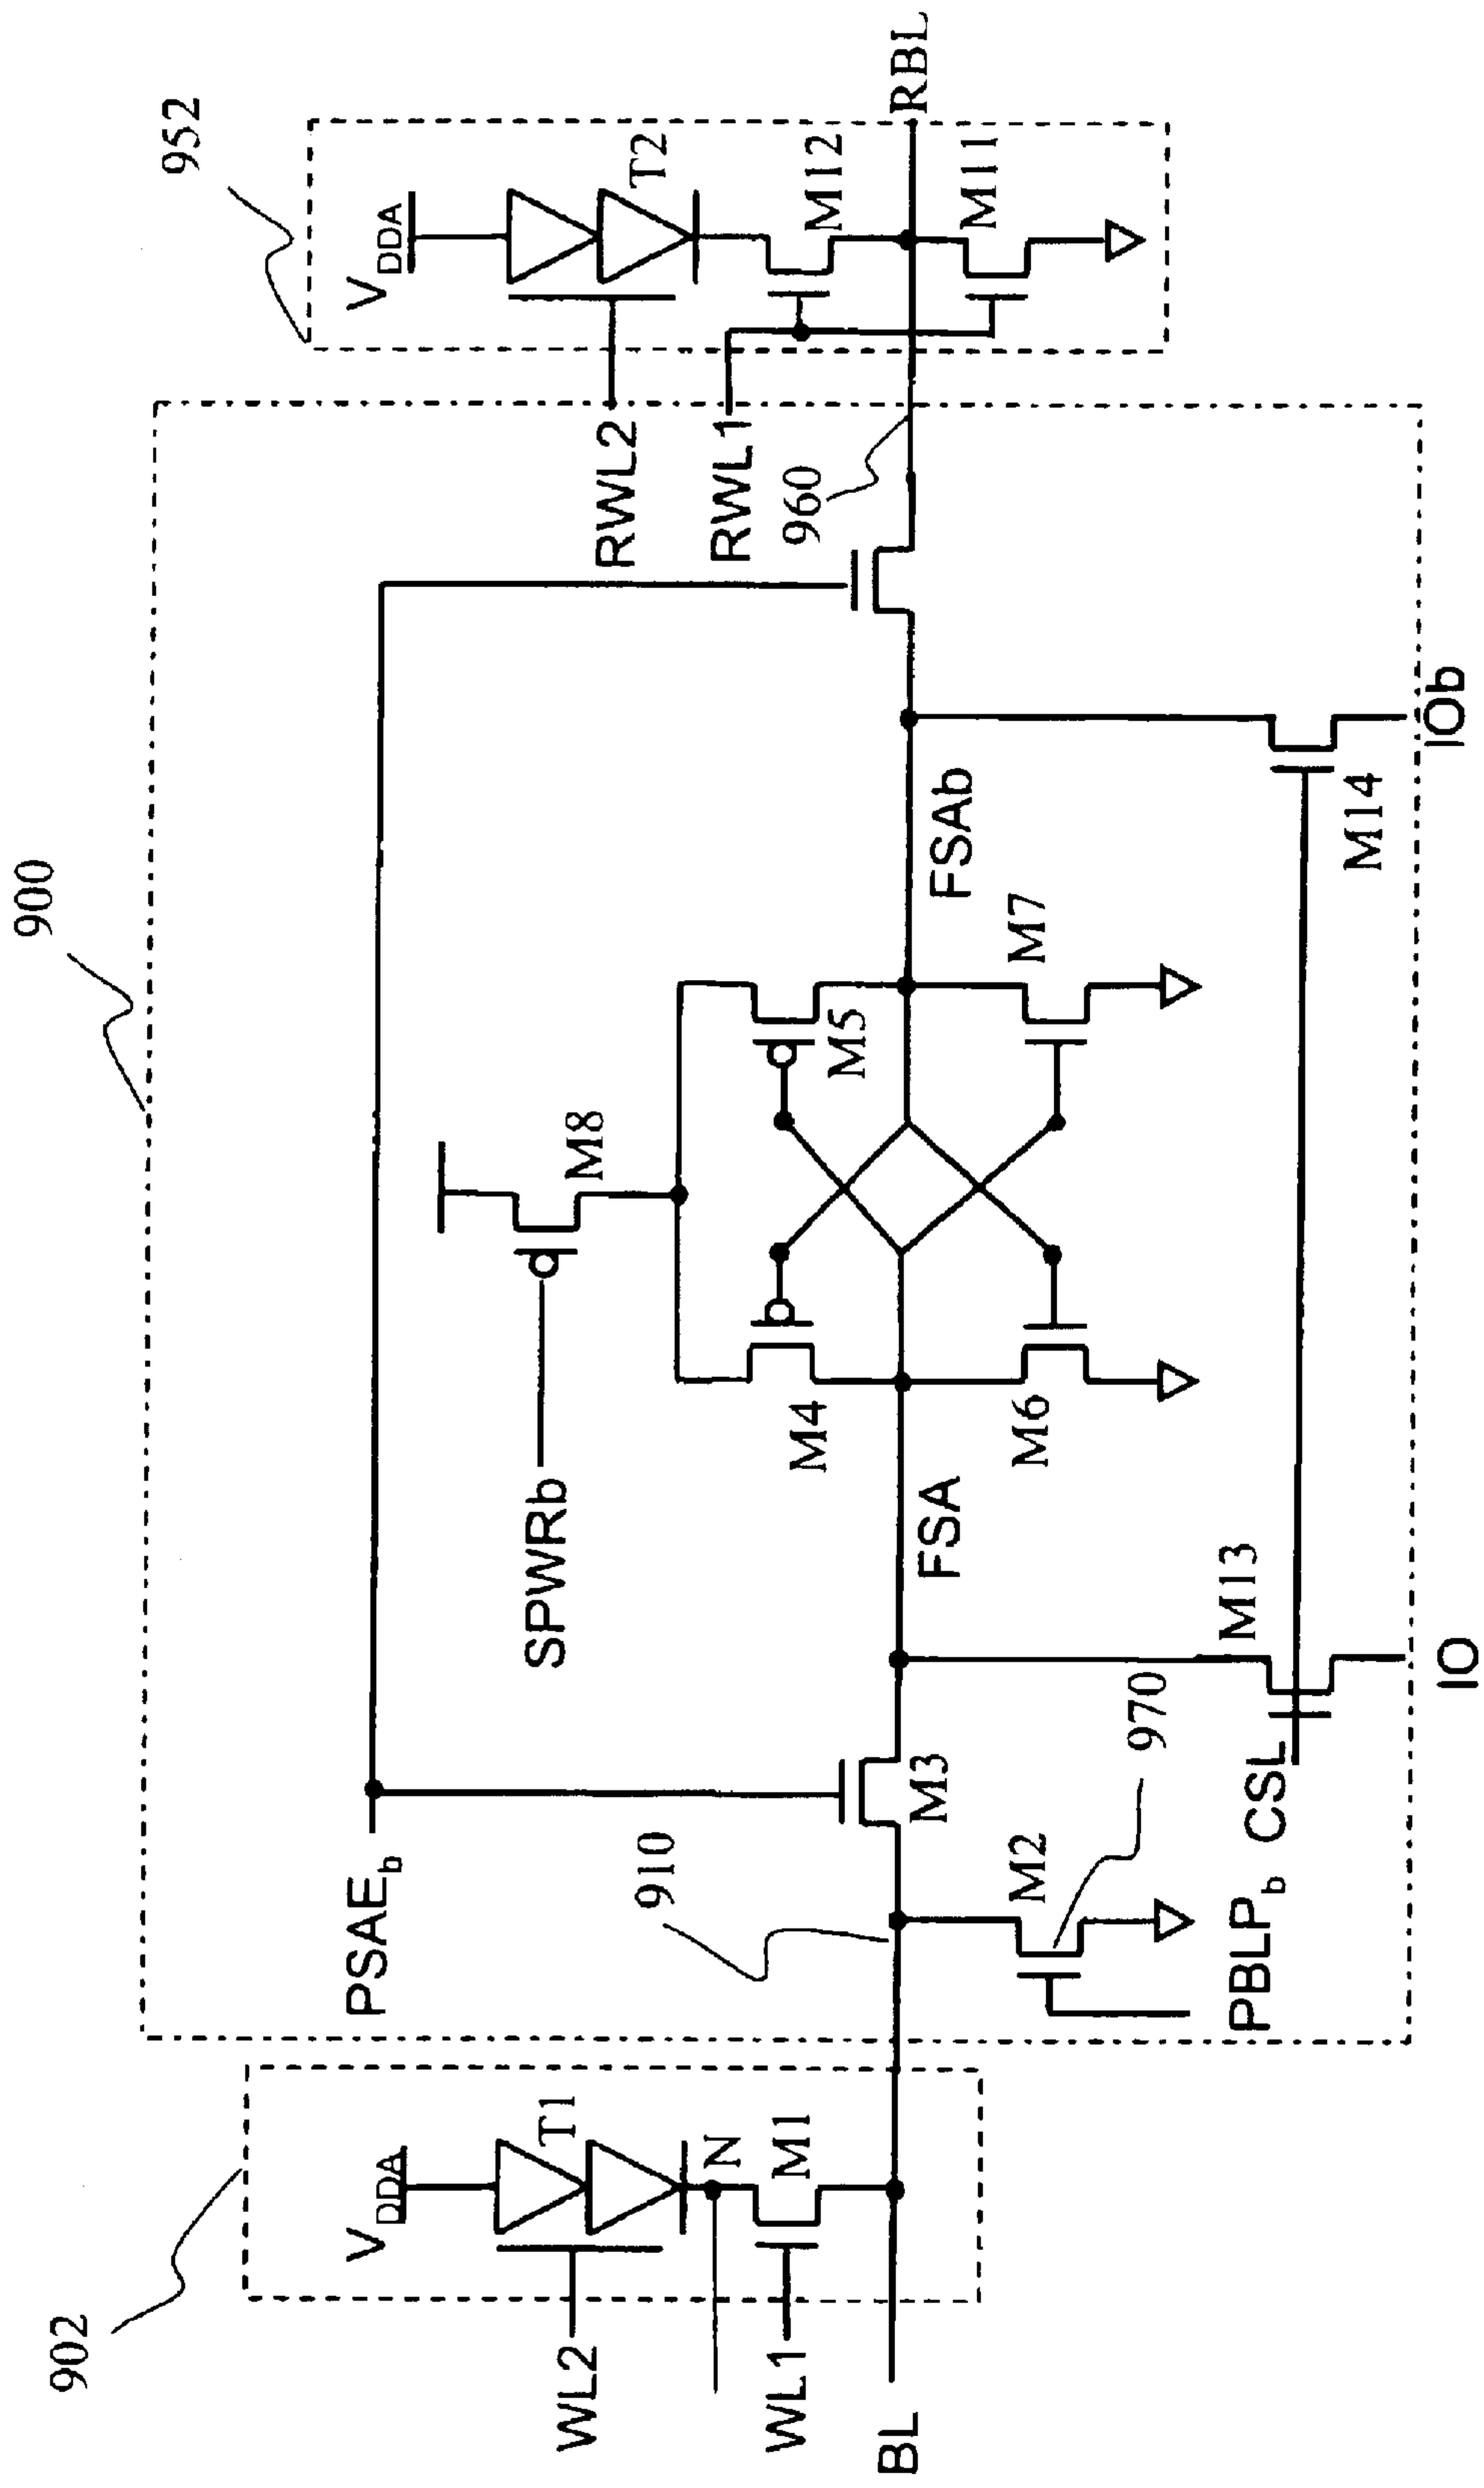 900
902
952
V_DDA
T1
WL2
N
WL1
M1
BL
910
PSAE_b
M3
M2
970
PBLP_b
CSL
M13
IO
SPWRb
M8
M4
M5
M6
M7
FSA
FSAb
M14
IOb
960
RWL2
RWL1
V_DDA
T2
M12
RBL
M11